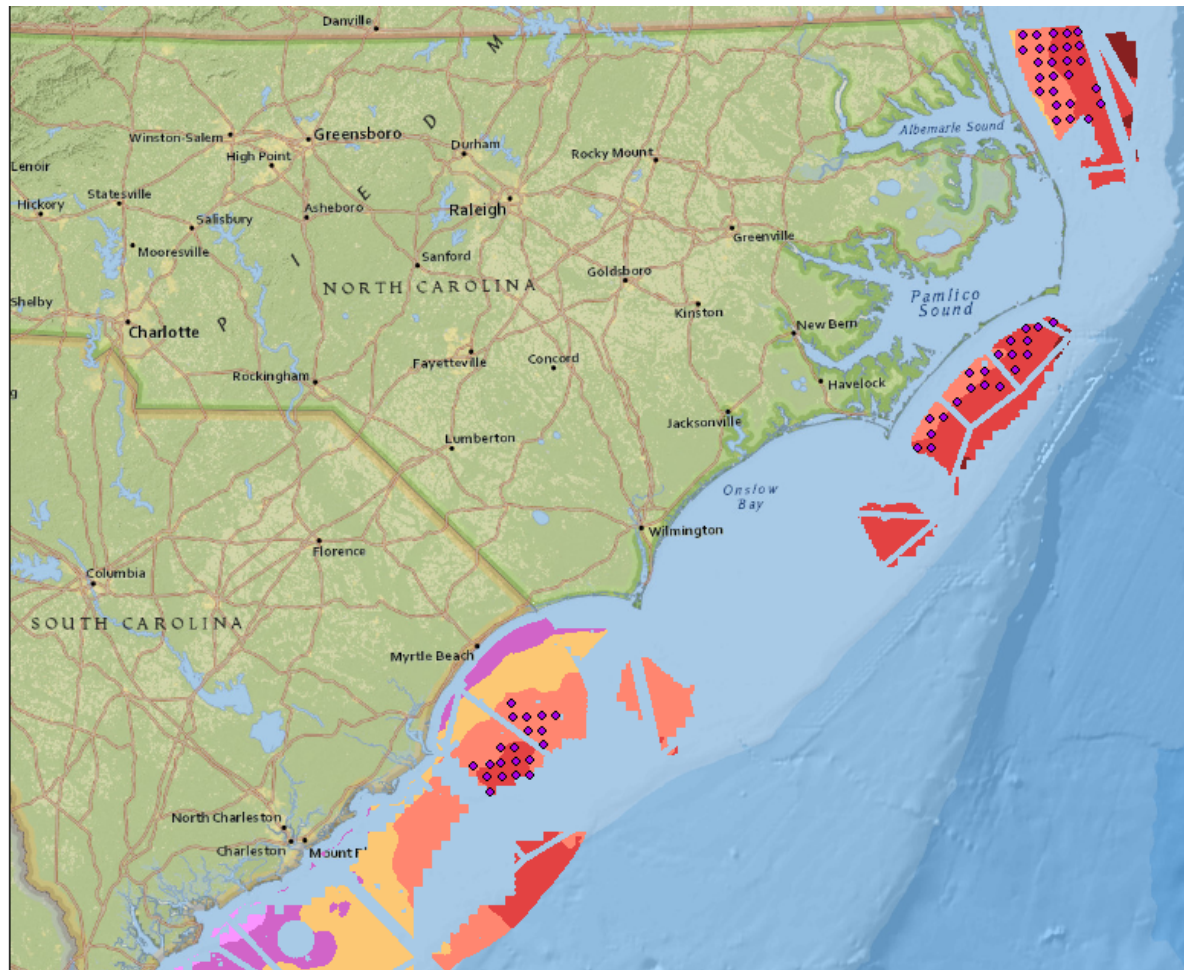 Danville
M
D
E
I
P
Winston-Salem
Greensboro
High Point
Durham
Rocky Mount
Albemarle Sound
Lenoir
Statesville
Hickory
Salisbury
Asheboro
Raleigh
Greenville
Mooresville
Sanford
Goldsboro
NORTH CAROLINA
Shelby
Kinston
Pamlico
Sound
Charlotte
New Bern
Fayetteville
Concord
Rockingham
Havelock
g
Jacksonville
Lumberton
Onslow
Bay
Wilmington
Florence
Columbia
SOUTH CAROLINA
Myrtle Beach
North Charleston
Charleston
Mount Pl